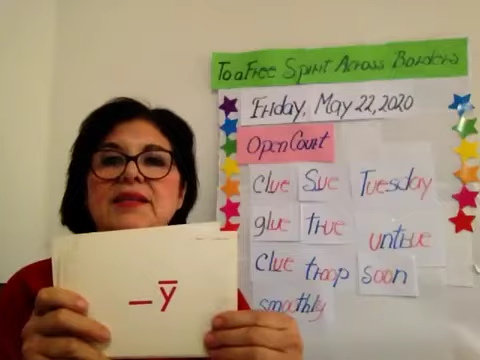 To a Free Spirit Across Borders
Friday, May 22, 2020
Open Court
clue Sue Tuesday
glue true untrue
clue troop soon
smoothly
_ȳ